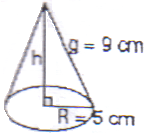 h
g = 9 cm
R = 5 cm